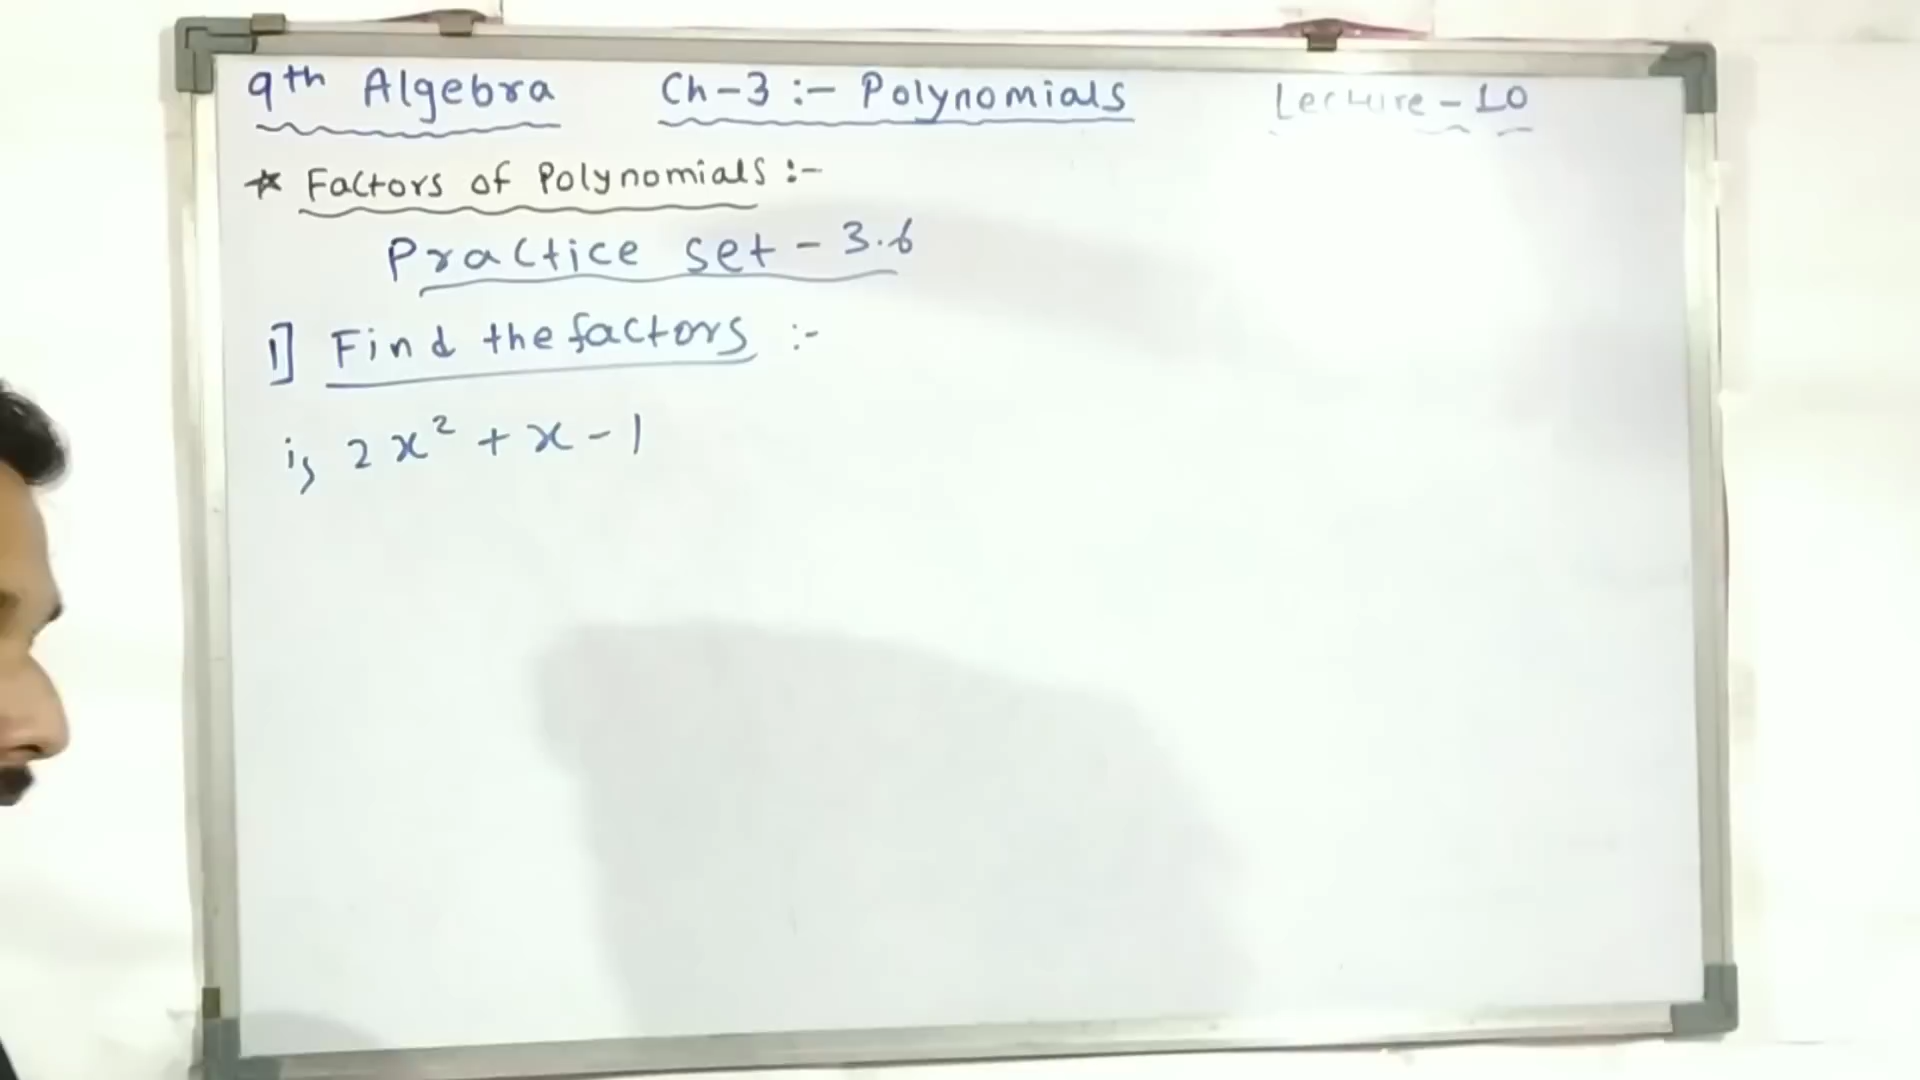 9th Algebra Ch-3 :- Polynomials Lecture-10
* Factors of Polynomials :-
Practice set - 3.6
1] Find the factors :-
i, 2x² + x - 1